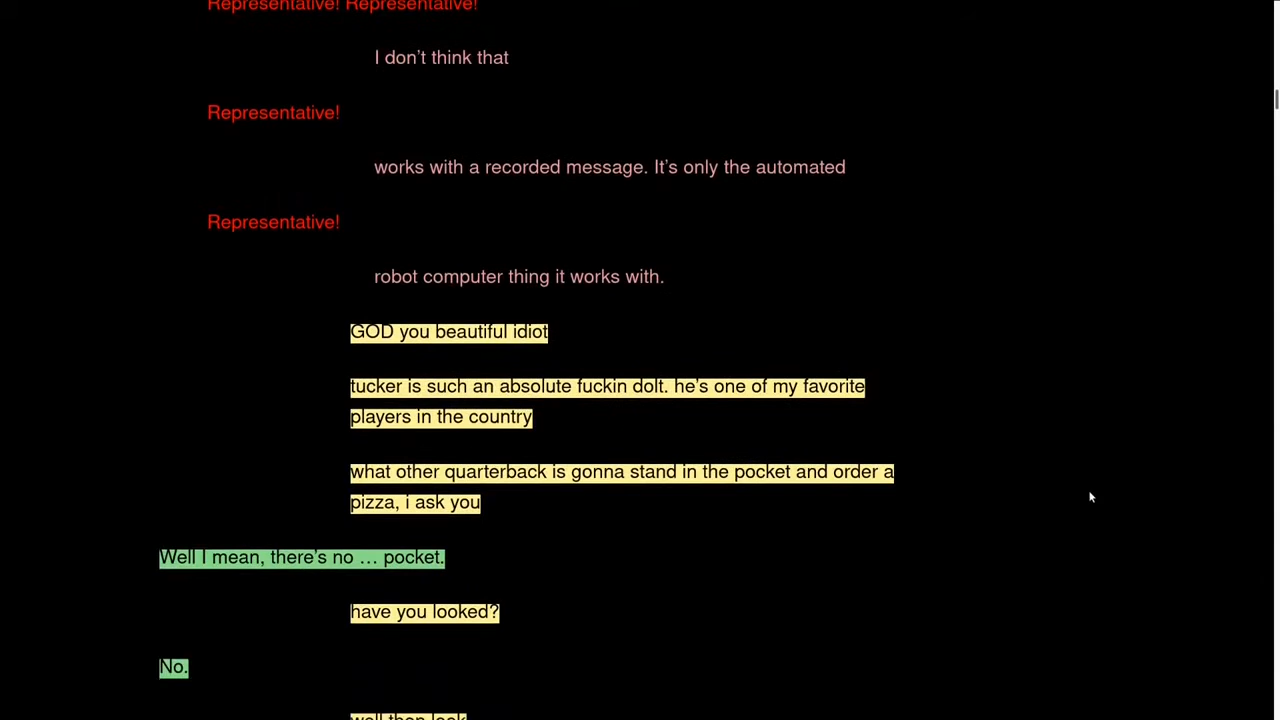 Representative! Representative!
I don’t think that
Representative!
works with a recorded message. It’s only the automated
Representative!
robot computer thing it works with.
GOD you beautiful idiot
tucker is such an absolute fuckin dolt. he’s one of my favorite
players in the country
what other quarterback is gonna stand in the pocket and order a
pizza, i ask you
Well I mean, there’s no … pocket.
have you looked?
No.
well then look